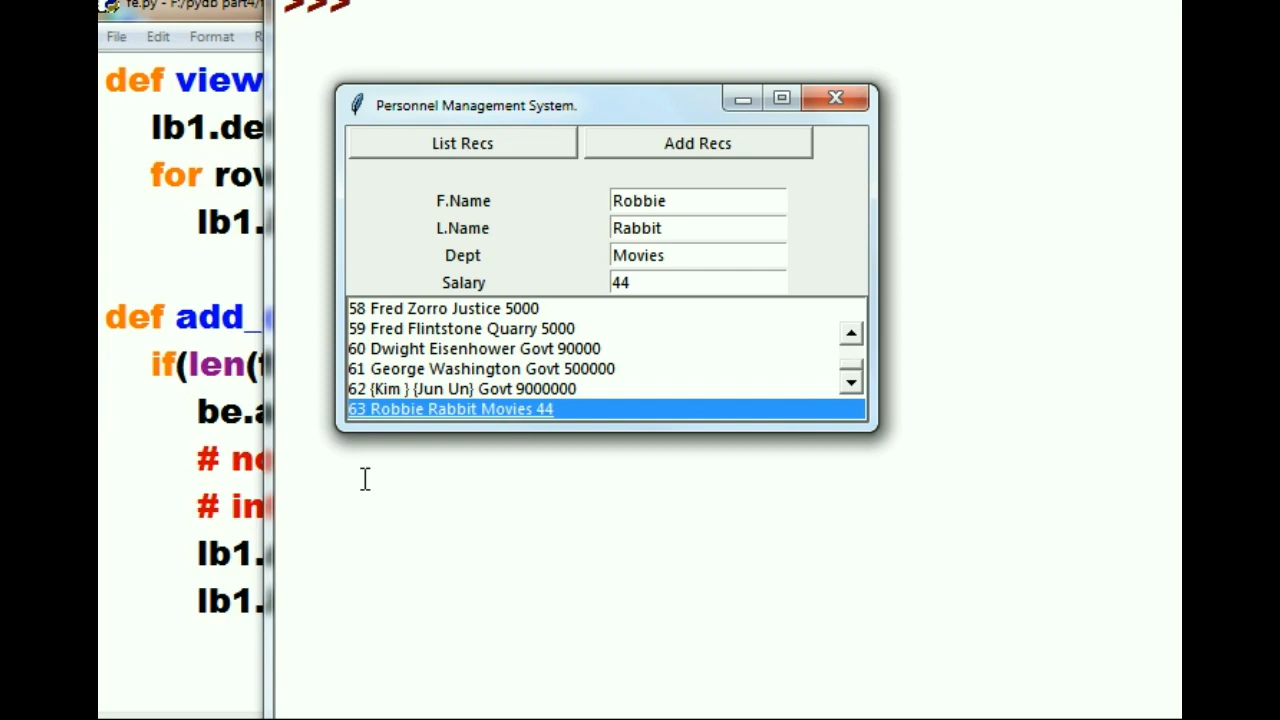 fe.py - F:/pydb part4/
File Edit Format R
>>>
def view
lb1.de
for rov
lb1.
def add_
if(len(f
be.a
# no
# in
lb1.
lb1.
Personnel Management System.
List Recs Add Recs
F.Name Robbie
L.Name Rabbit
Dept Movies
Salary 44
58 Fred Zorro Justice 5000
59 Fred Flintstone Quarry 5000
60 Dwight Eisenhower Govt 90000
61 George Washington Govt 500000
62 {Kim } {Jun Un} Govt 9000000
63 Robbie Rabbit Movies 44